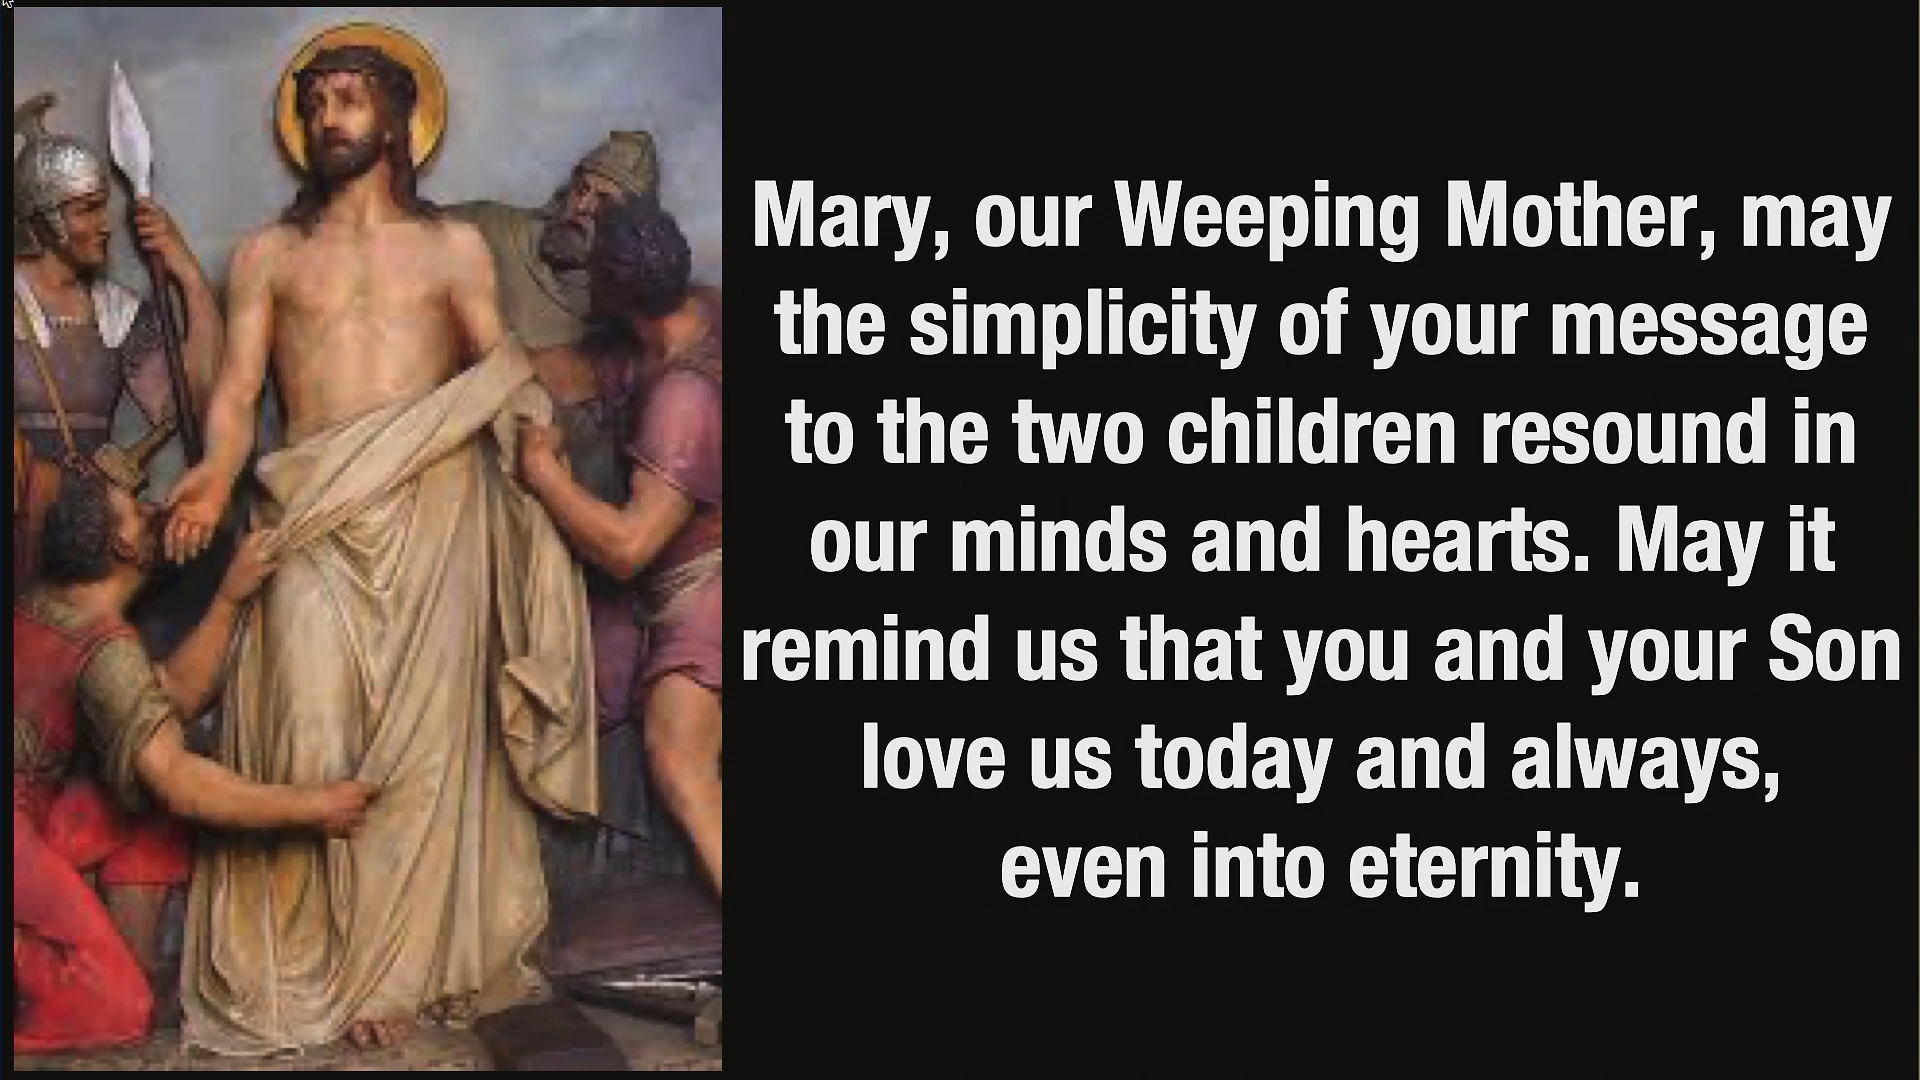 Mary, our Weeping Mother, may
the simplicity of your message
to the two children resound in
our minds and hearts. May it
remind us that you and your Son
love us today and always,
even into eternity.